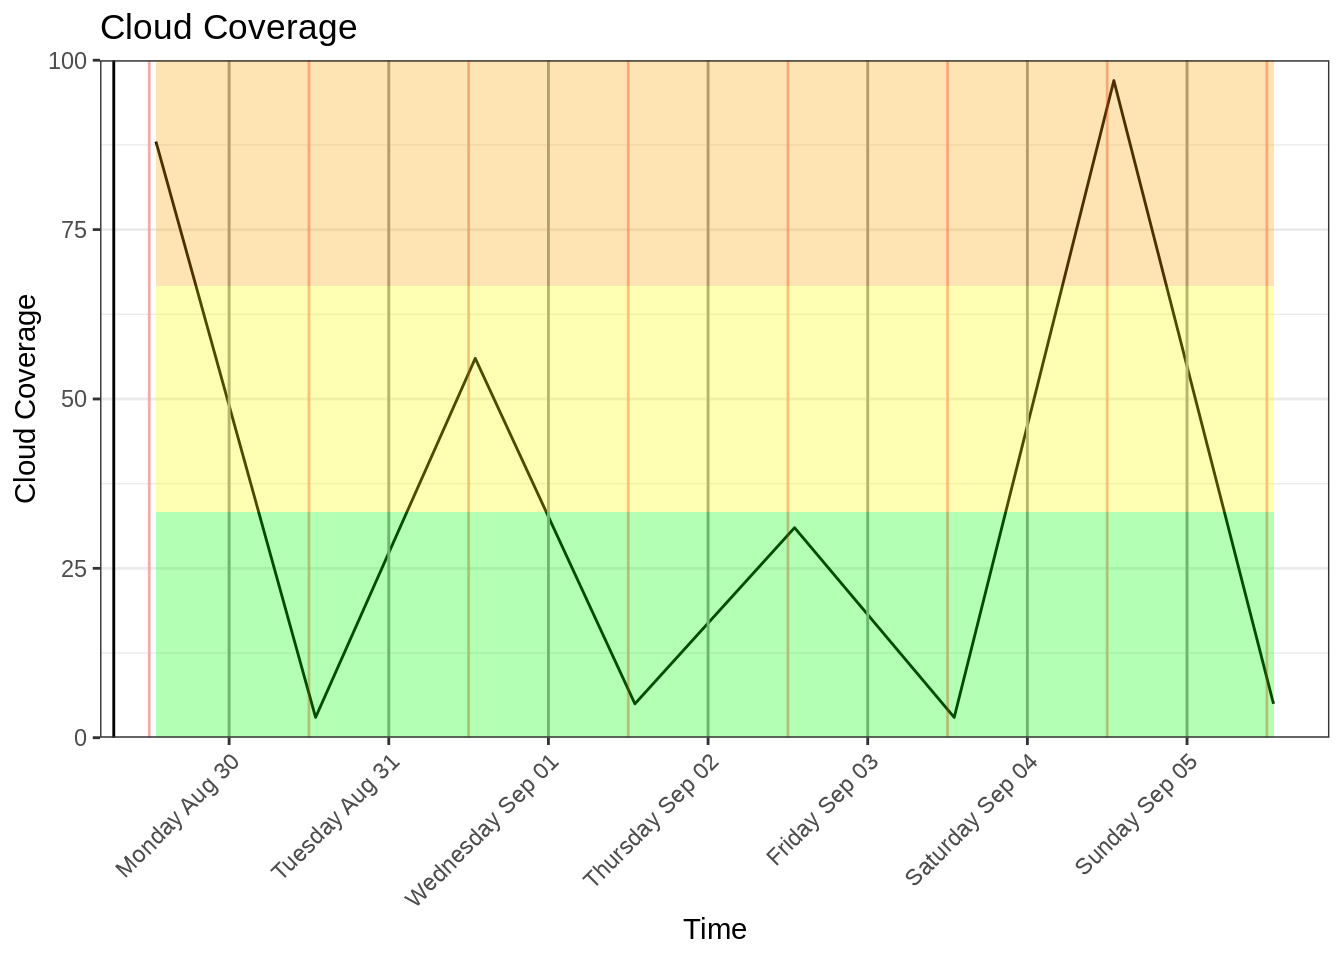 Cloud Coverage
100
75
50
25
0
Cloud Coverage
Monday Aug 30
Tuesday Aug 31
Wednesday Sep 01
Thursday Sep 02
Friday Sep 03
Saturday Sep 04
Sunday Sep 05
Time